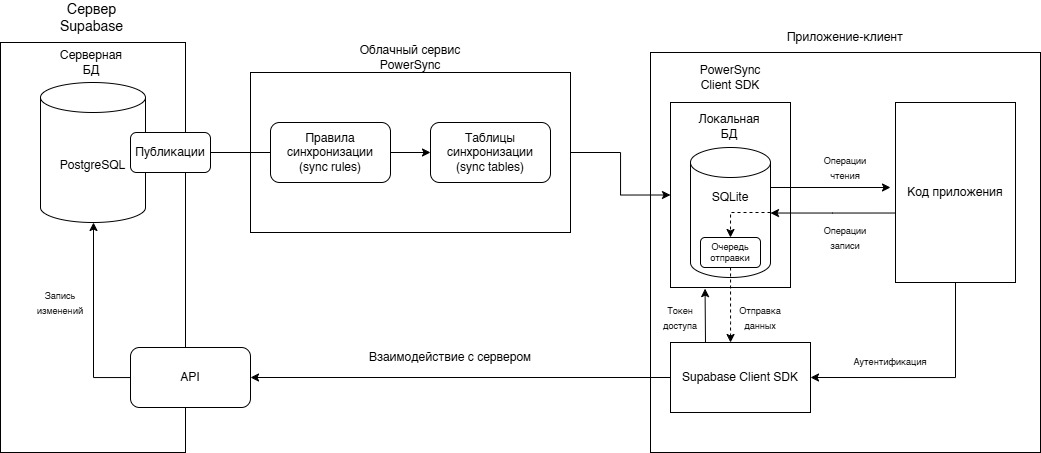 Сервер
Supabase
Серверная
БД
PostgreSQL
Публикации
Запись
изменений
API
Облачный сервис
PowerSync
Правила
синхронизации
(sync rules)
Таблицы
синхронизации
(sync tables)
Взаимодействие с сервером
Приложение-клиент
PowerSync
Client SDK
Локальная
БД
SQLite
Очередь
отправки
Операции
чтения
Операции
записи
Код приложения
Токен
доступа
Отправка
данных
Supabase Client SDK
Аутентификация